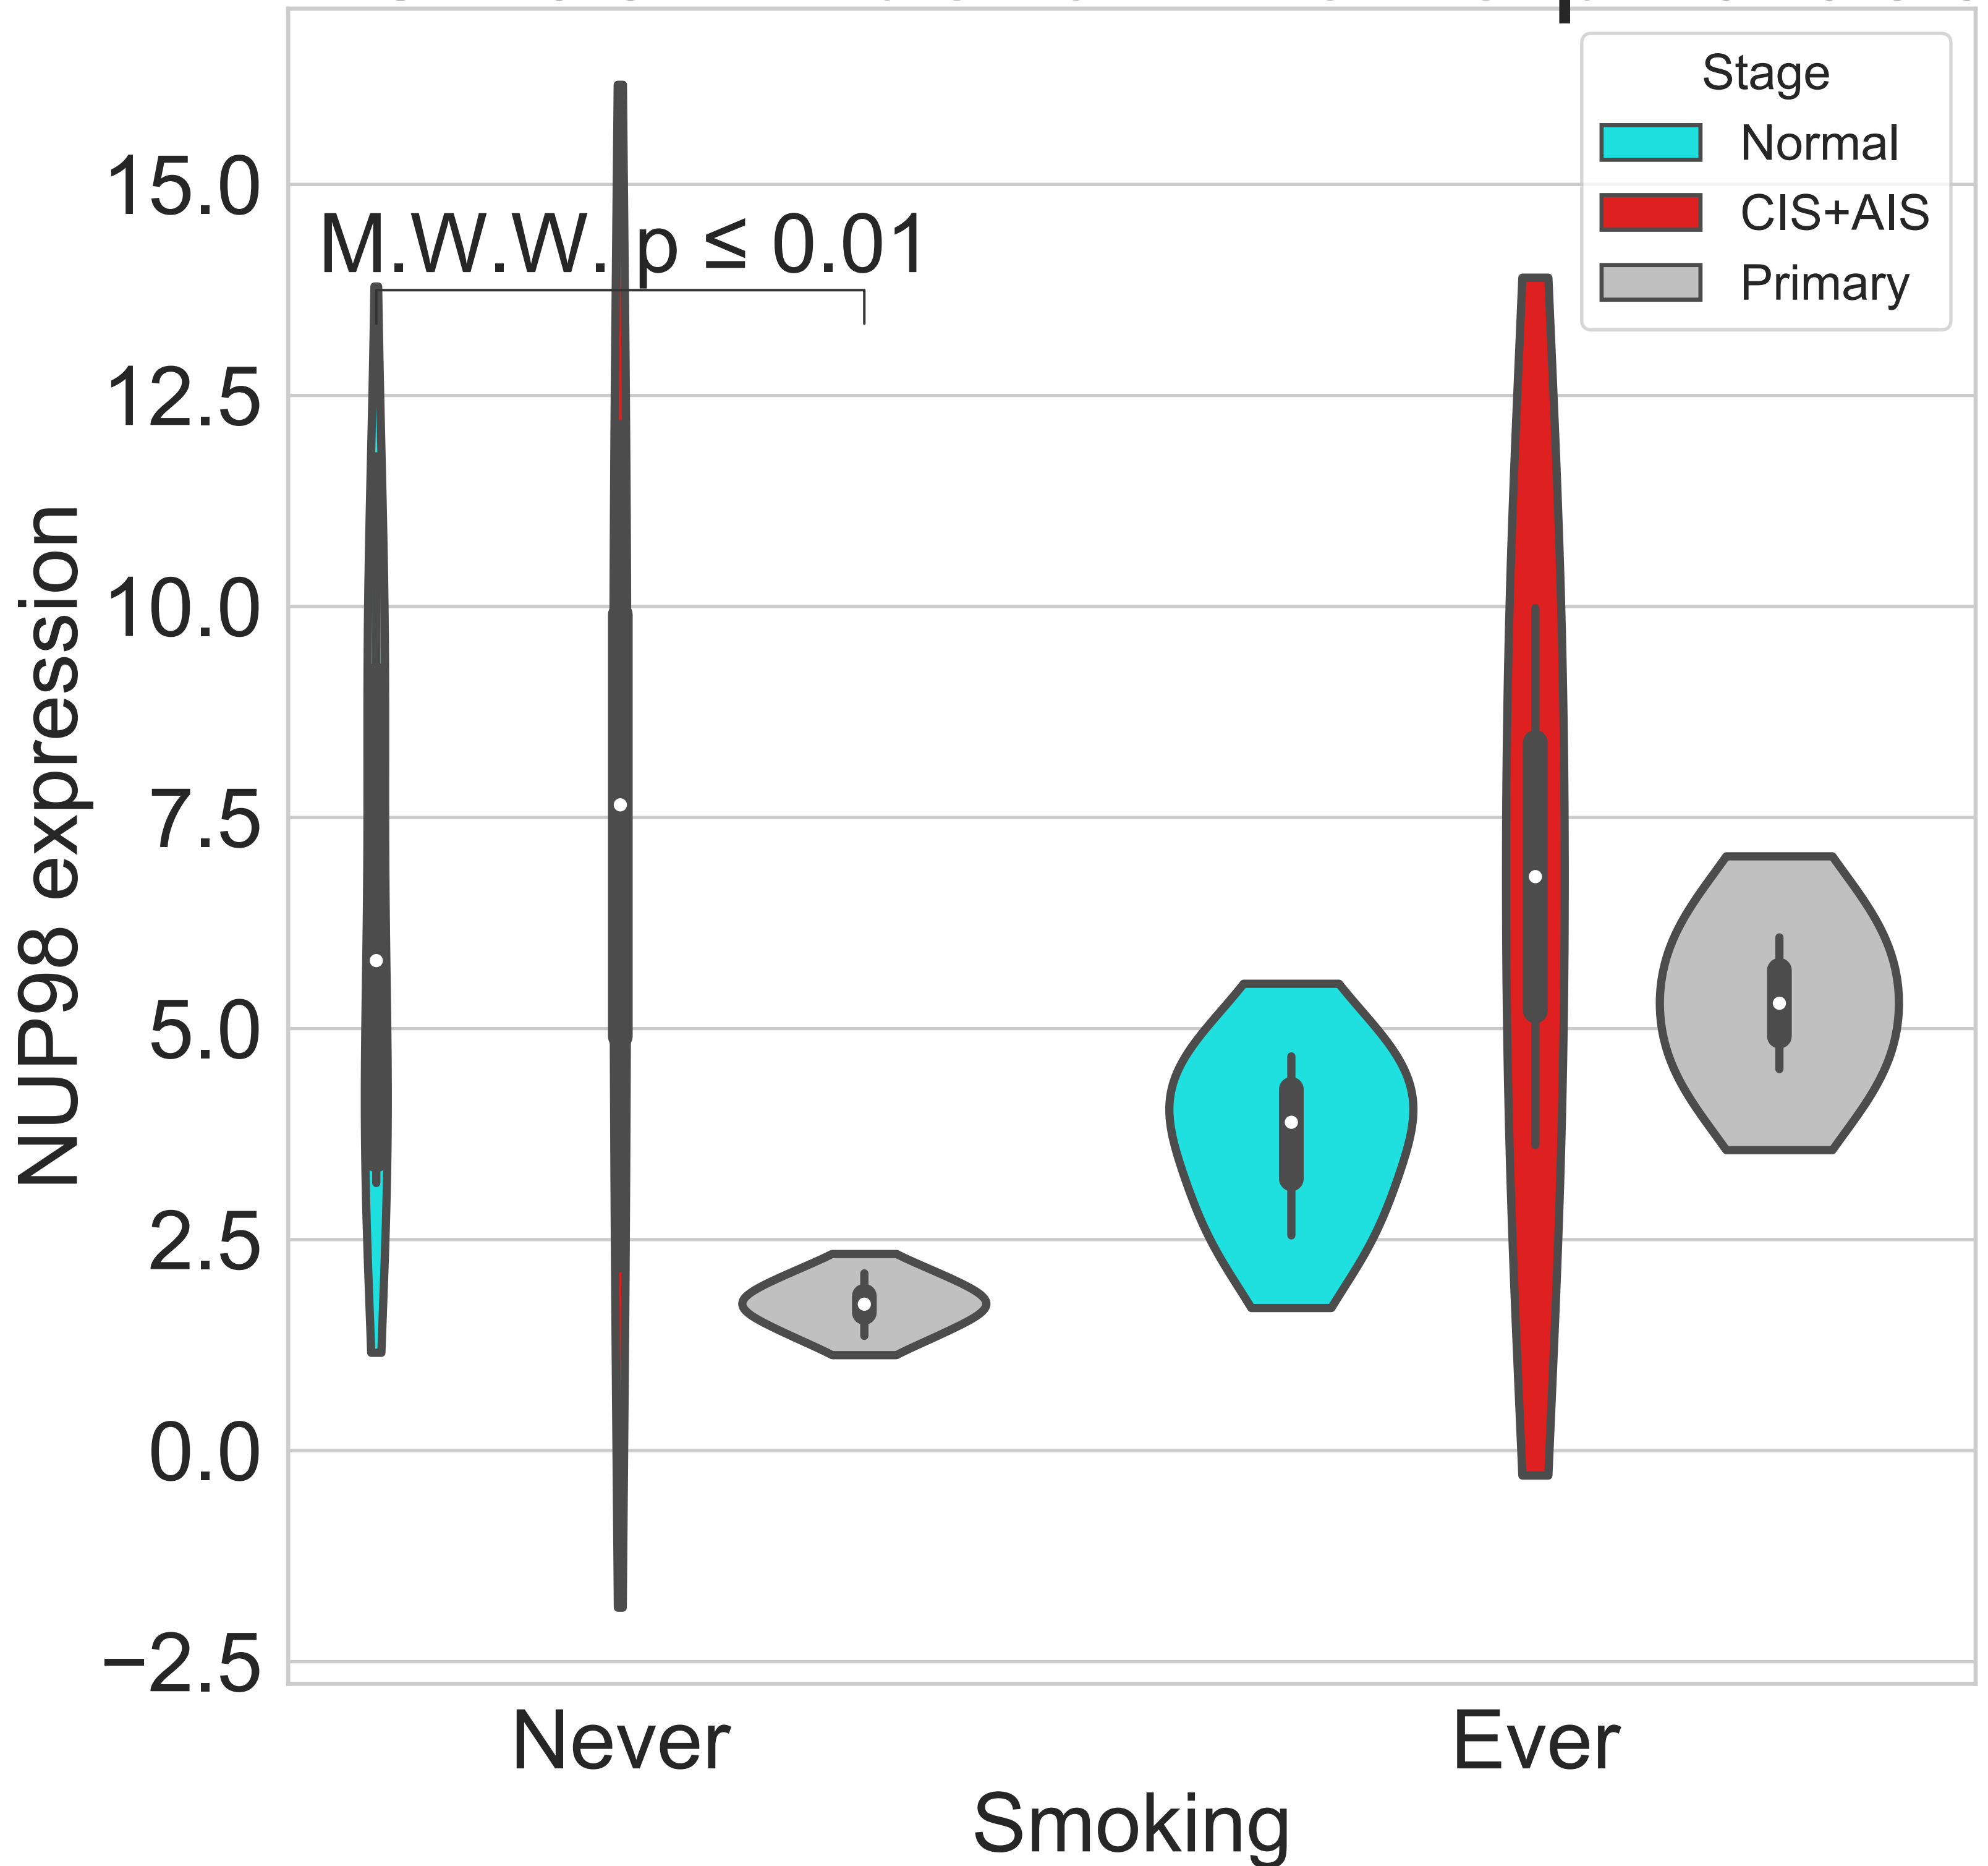 Stage
Normal
CIS+AIS
Primary
M.W.W. p ≤ 0.01
15.0
12.5
10.0
7.5
5.0
2.5
0.0
−2.5
NUP98 expression
Never
Ever
Smoking